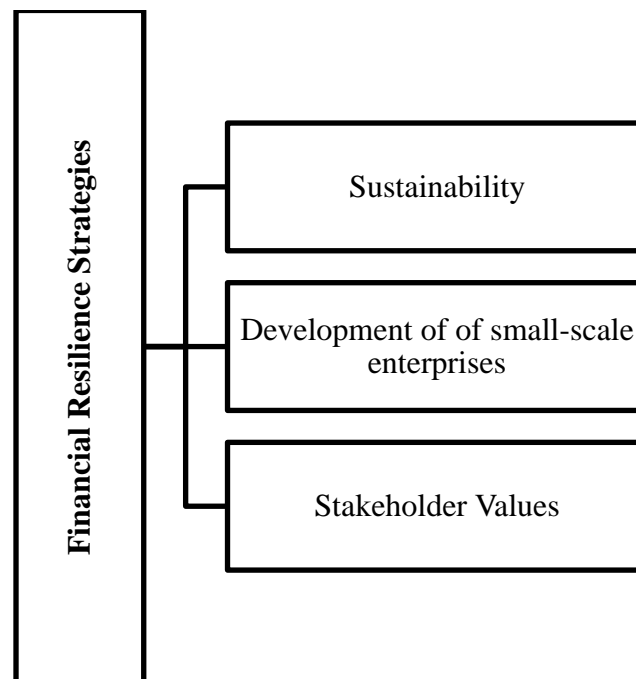 Financial Resilience Strategies
Sustainability
Development of of small-scale
enterprises
Stakeholder Values